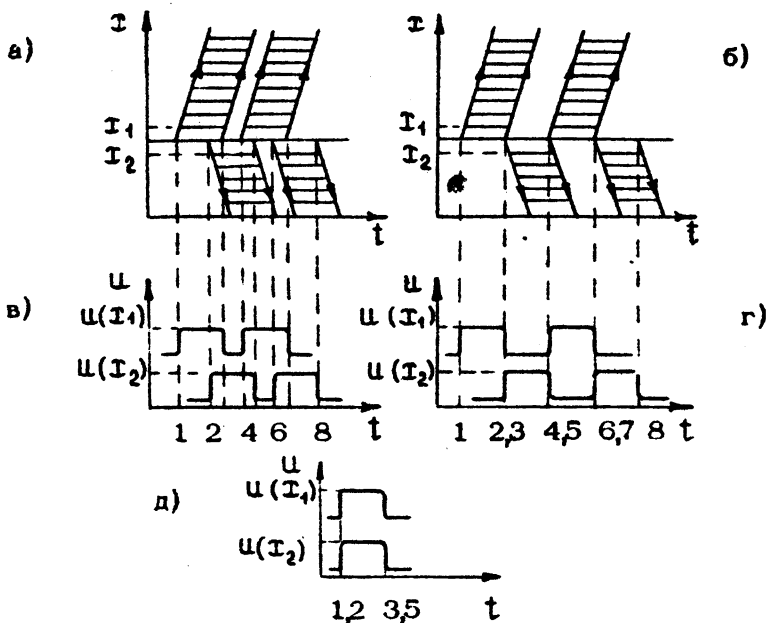 а)
I
I₁
I₂
t
б)
I
I₁
I₂
t
в)
u
u(I₁)
u(I₂)
1 2 4 6 8 t
г)
u
u(I₁)
u(I₂)
1 2,3 4,5 6,7 8 t
д)
u
u(I₁)
u(I₂)
1,2 3,5 t